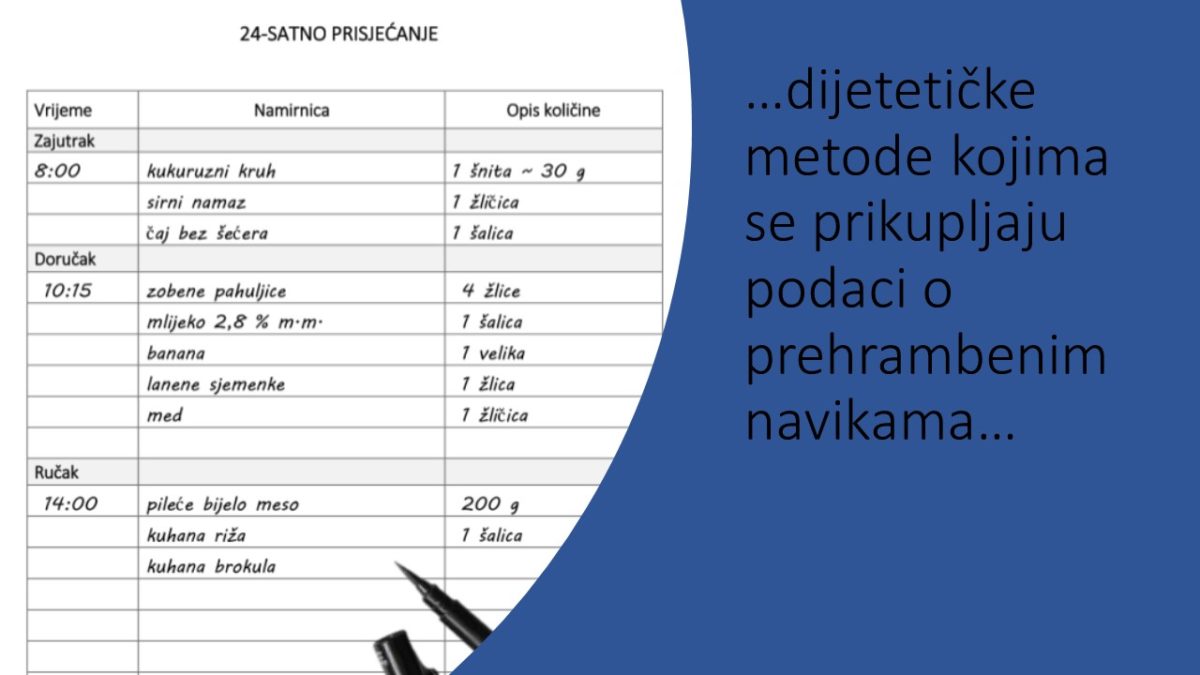 24-SATNO PRISJEĆANJE
Vrijeme Namirnica Opis količine
Zajutrak
8:00 kukuruzni kruh 1 šnita ~ 30 g
sirni namaz 1 žličica
čaj bez šećera 1 šalica
Doručak
10:15 zobene pahuljice 4 žlice
mlijeko 2,8 % m.m. 1 šalica
banana 1 velika
lanene sjemenke 1 žlica
med 1 žličica
Ručak
14:00 pileće bijelo meso 200 g
kuhana riža 1 šalica
kuhana brokula
...dijetetičke
metode kojima
se prikupljaju
podaci o
prehrambenim
navikama...